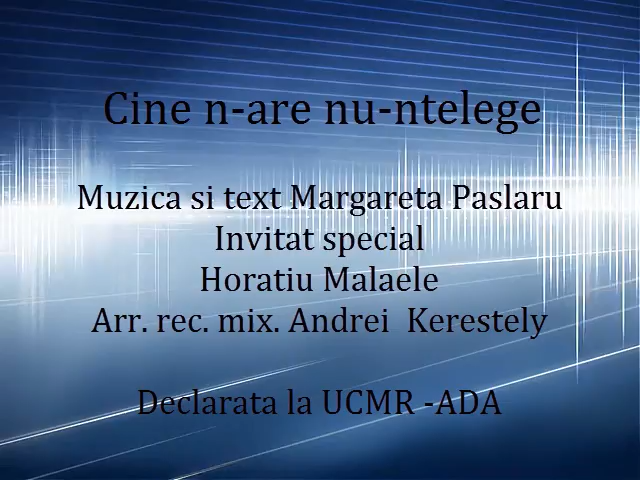 Cine n-are nu-ntelege
Muzica si text Margareta Paslaru
Invitat special
Horatiu Malaele
Arr. rec. mix. Andrei  Kerestely
Declarata la UCMR -ADA